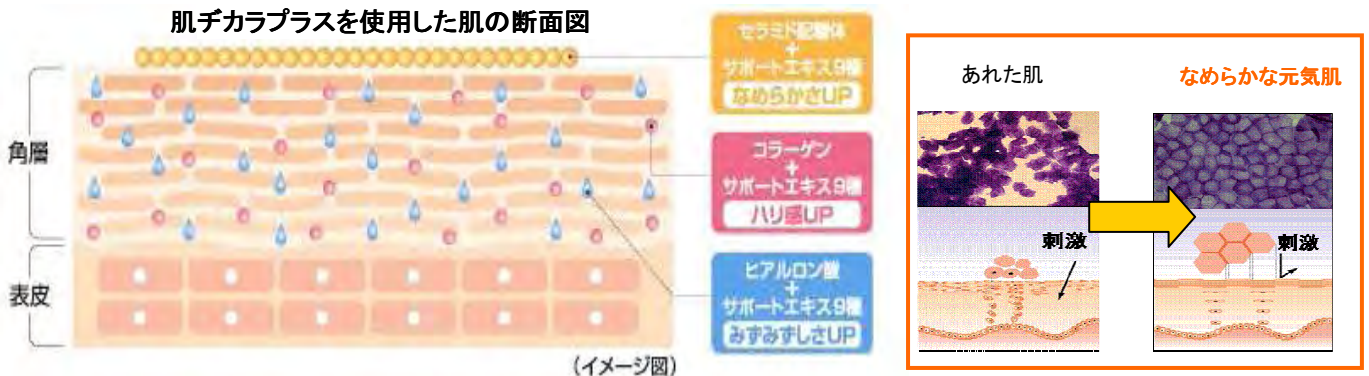 肌ヂカラプラスを使用した肌の断面図
角層
表皮
セラミド配糖体
+
サポートエキス9種
なめらかさUP
コラーゲン
+
サポートエキス9種
ハリ感UP
ヒアルロン酸
+
サポートエキス9種
みずみずしさUP
(イメージ図)
あれた肌
なめらかな元気肌
刺激
刺激